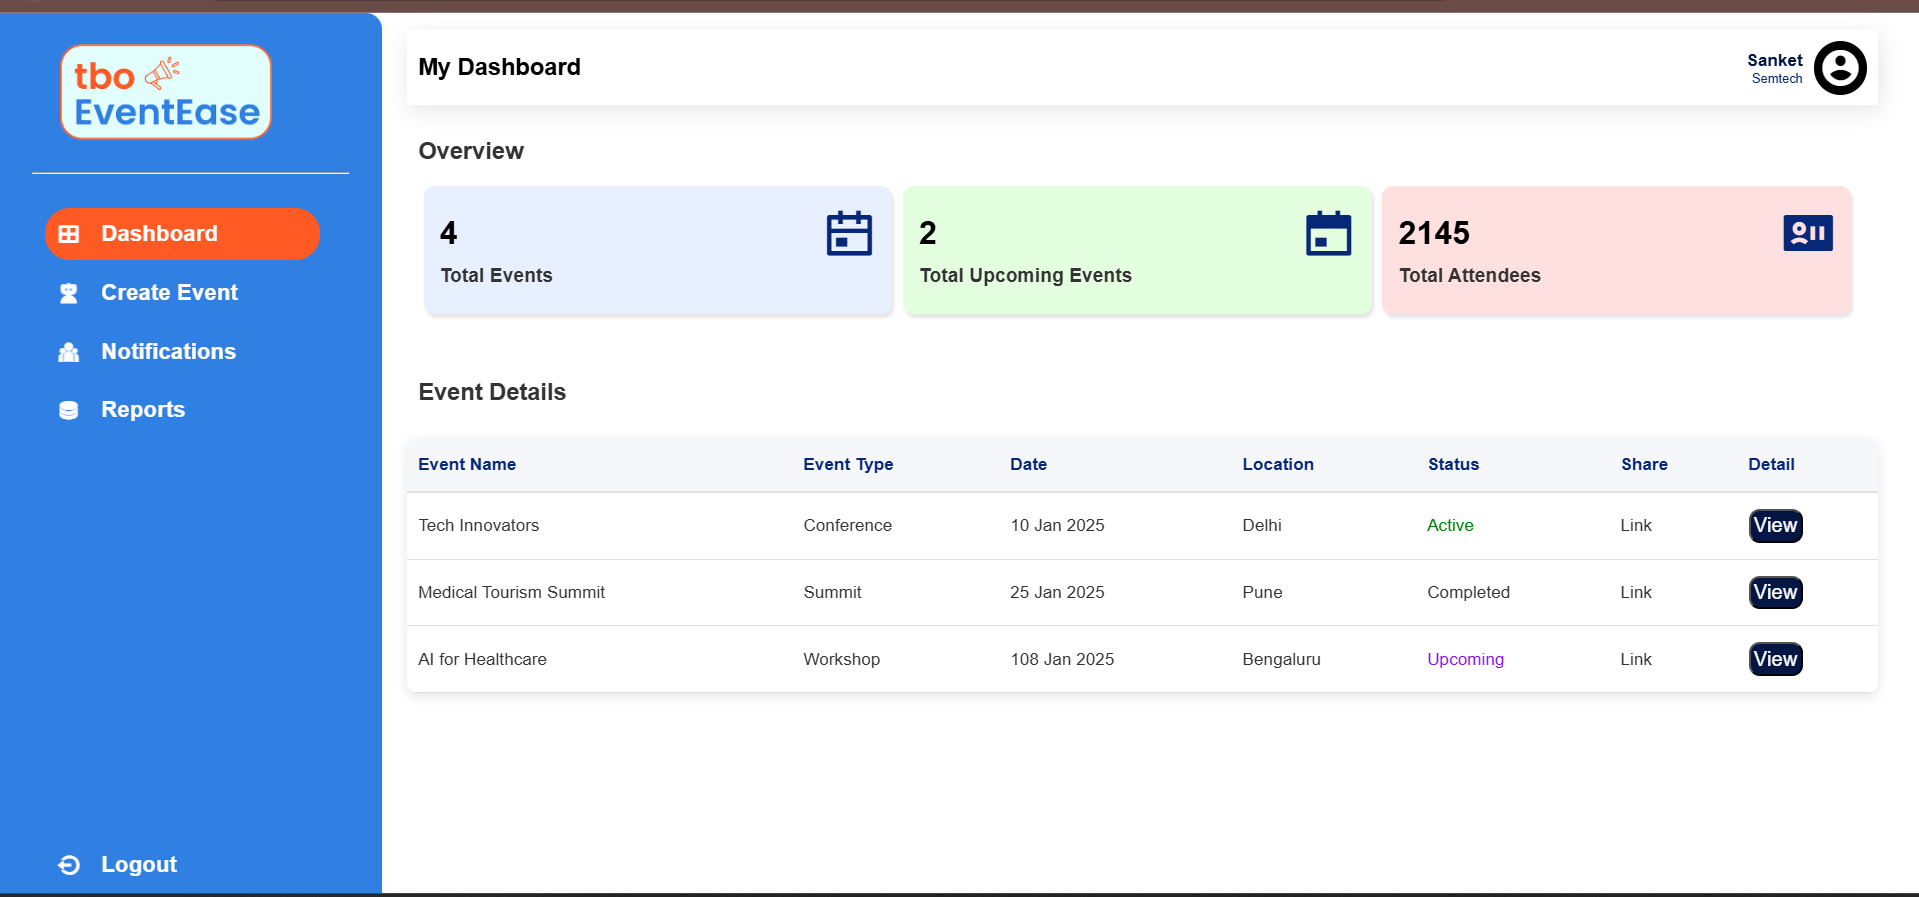 tbo
EventEase
Dashboard
Create Event
Notifications
Reports
Logout
My Dashboard
Sanket
Semtech
Overview
4
Total Events
2
Total Upcoming Events
2145
Total Attendees
Event Details
Event Name Event Type Date Location Status Share Detail
Tech Innovators Conference 10 Jan 2025 Delhi Active Link View
Medical Tourism Summit Summit 25 Jan 2025 Pune Completed Link View
AI for Healthcare Workshop 108 Jan 2025 Bengaluru Upcoming Link View